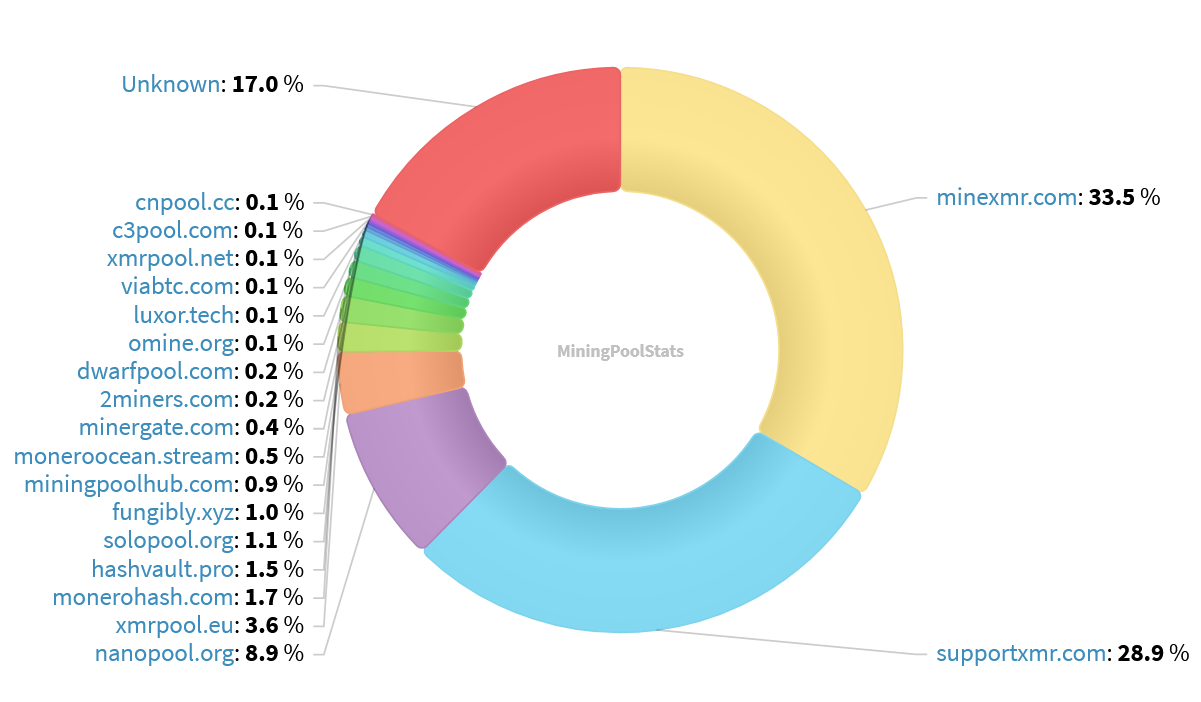 Unknown: 17.0 %
cnpool.cc: 0.1 %
c3pool.com: 0.1 %
xmrpool.net: 0.1 %
viabtc.com: 0.1 %
luxor.tech: 0.1 %
omine.org: 0.1 %
dwarfpool.com: 0.2 %
2miners.com: 0.2 %
minergate.com: 0.4 %
moneroocean.stream: 0.5 %
miningpoolhub.com: 0.9 %
fungibly.xyz: 1.0 %
solopool.org: 1.1 %
hashvault.pro: 1.5 %
monerohash.com: 1.7 %
xmrpool.eu: 3.6 %
nanopool.org: 8.9 %
MiningPoolStats
minexmr.com: 33.5 %
supportxmr.com: 28.9 %